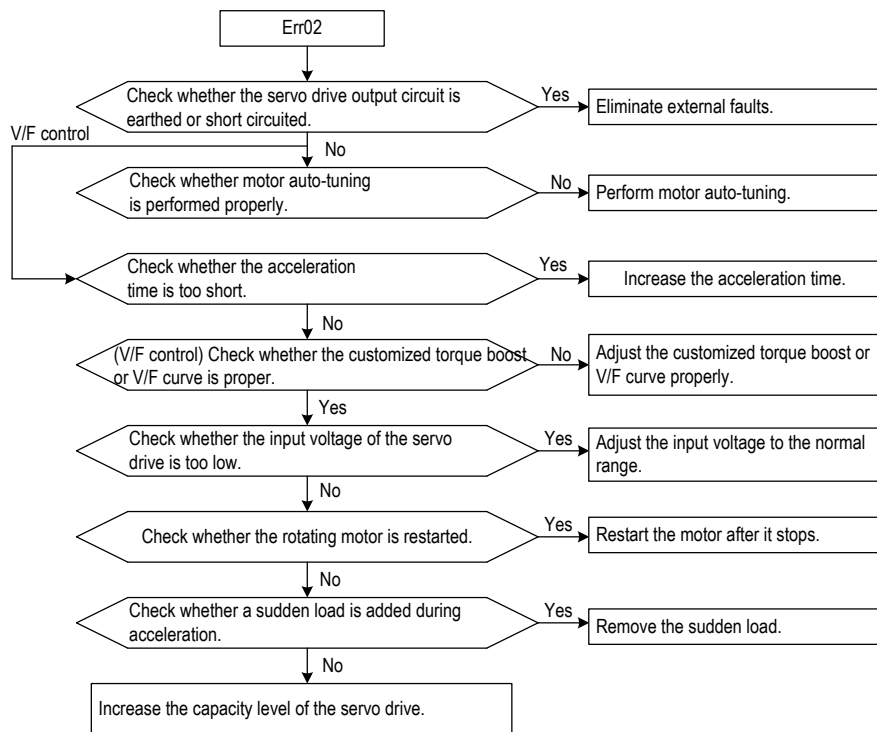 Err02
Check whether the servo drive output circuit is
earthed or short circuited.
Yes
Eliminate external faults.
V/F control
No
Check whether motor auto-tuning
is performed properly.
No
Perform motor auto-tuning.
Check whether the acceleration
time is too short.
Yes
Increase the acceleration time.
No
(V/F control) Check whether the customized torque boost
or V/F curve is proper.
No
Adjust the customized torque boost or
V/F curve properly.
Yes
Check whether the input voltage of the servo
drive is too low.
Yes
Adjust the input voltage to the normal
range.
No
Check whether the rotating motor is restarted.
Yes
Restart the motor after it stops.
No
Check whether a sudden load is added during
acceleration.
Yes
Remove the sudden load.
No
Increase the capacity level of the servo drive.